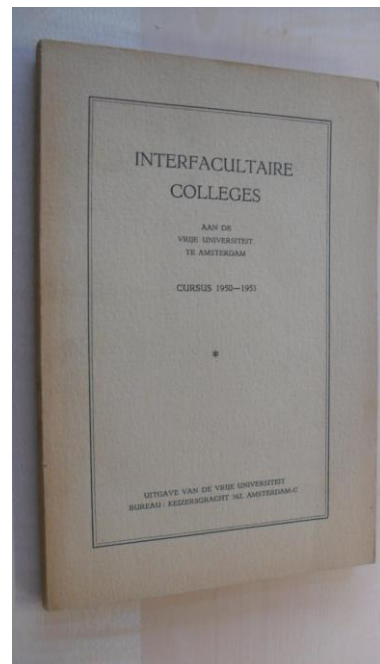 INTERFACULTAIRE
COLLEGES
AAN DE
VRIJE UNIVERSITEIT
TE AMSTERDAM
CURSUS 1950—1953
*
UITGAVE VAN DE VRIJE UNIVERSITEIT
BUREAU: KEIZERSGRACHT 162, AMSTERDAM-C